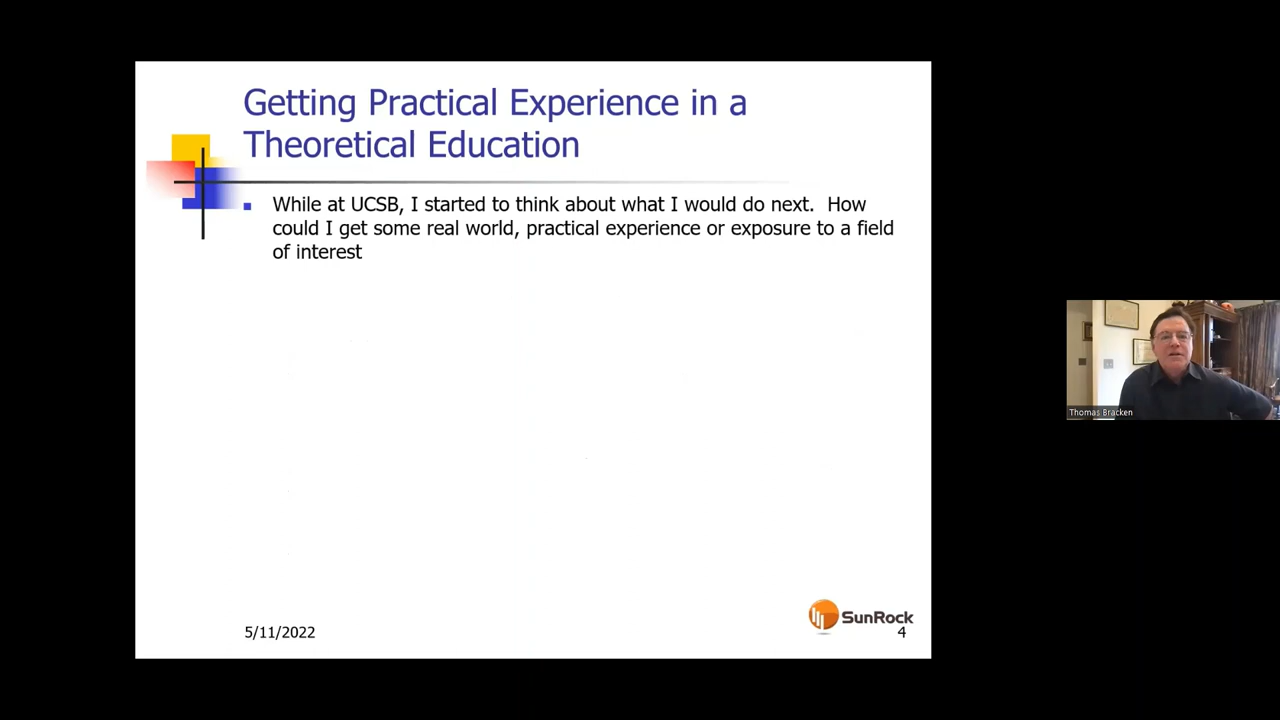 Getting Practical Experience in a
Theoretical Education
While at UCSB, I started to think about what I would do next.  How
could I get some real world, practical experience or exposure to a field
of interest
5/11/2022
SunRock
4
Thomas Bracken